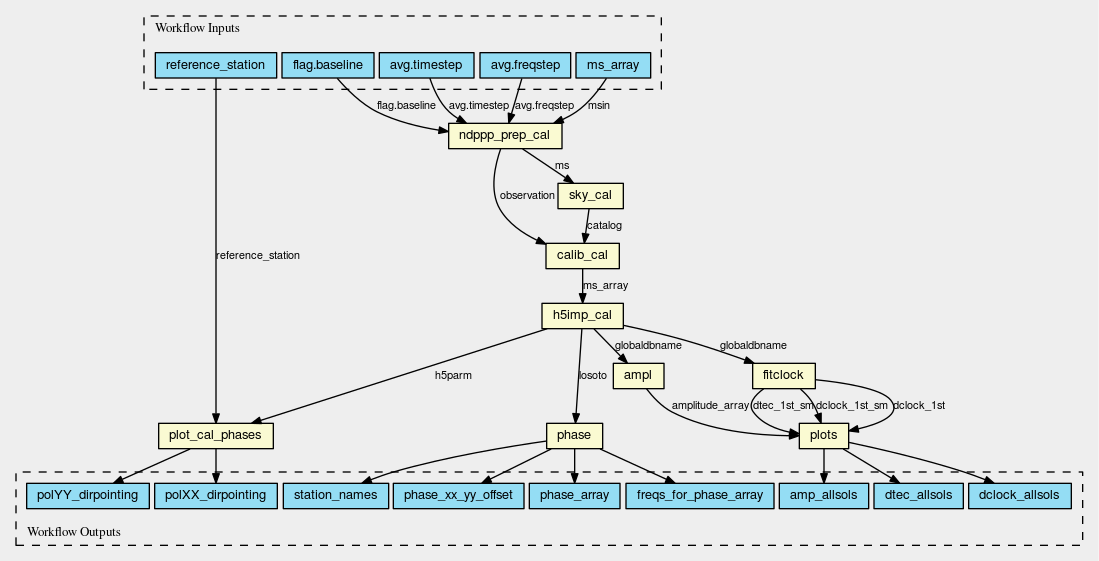 Workflow Inputs
reference_station
flag.baseline
avg.timestep
avg.freqstep
ms_array
flag.baseline
avg.timestep
avg.freqstep
msin
ndppp_prep_cal
ms
observation
sky_cal
catalog
reference_station
calib_cal
ms_array
h5imp_cal
globaldbname
globaldbname
h5parm
losoto
ampl
fitclock
amplitude_array
dtec_1st_sm
dclock_1st_sm
dclock_1st
plot_cal_phases
phase
plots
polYY_dirpointing
polXX_dirpointing
station_names
phase_xx_yy_offset
phase_array
freqs_for_phase_array
amp_allsols
dtec_allsols
dclock_allsols
Workflow Outputs